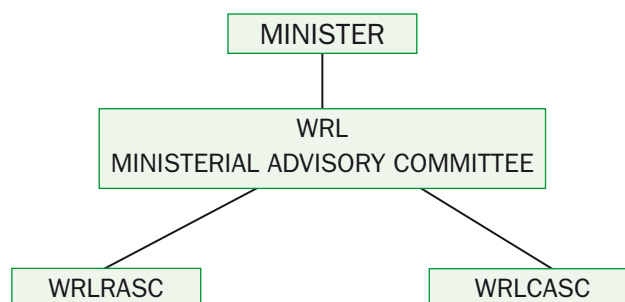 MINISTER
WRL
MINISTERIAL ADVISORY COMMITTEE
WRLRASC
WRLCASC